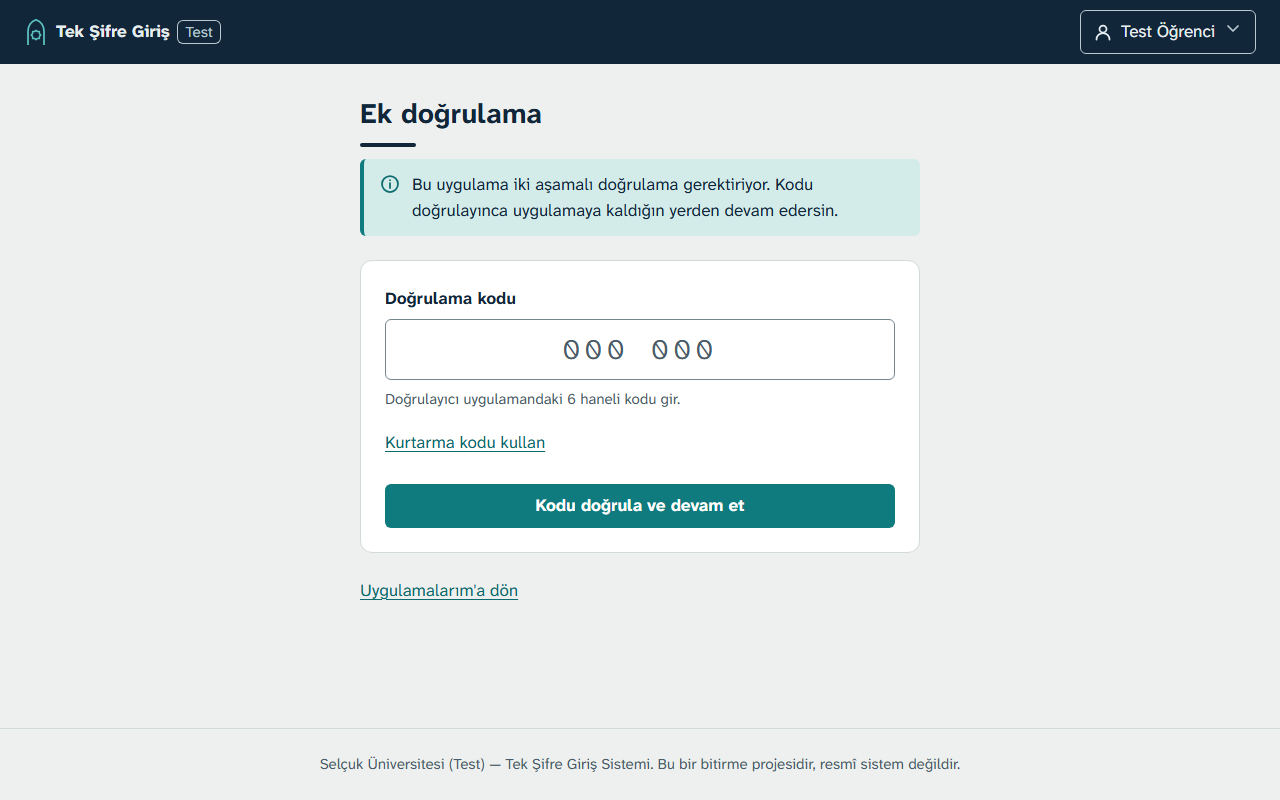 Tek Şifre Giriş Test
Test Öğrenci
Ek doğrulama
Bu uygulama iki aşamalı doğrulama gerektiriyor. Kodu
doğrulayınca uygulamaya kaldığın yerden devam edersin.
Doğrulama kodu
000 000
Doğrulayıcı uygulamandaki 6 haneli kodu gir.
Kurtarma kodu kullan
Kodu doğrula ve devam et
Uygulamalarım'a dön
Selçuk Üniversitesi (Test) — Tek Şifre Giriş Sistemi. Bu bir bitirme projesidir, resmî sistem değildir.